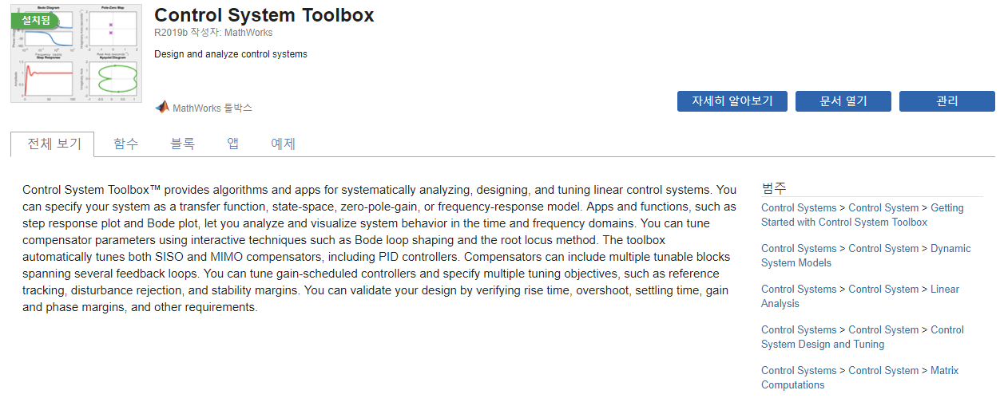 설치됨
Bode Diagram
Pole-Zero Map
Step Response
Nyquist Diagram
Control System Toolbox
R2019b 작성자: MathWorks
Design and analyze control systems
MathWorks 툴박스
자세히 알아보기
문서 열기
관리
전체 보기
함수
블록
앱
예제
Control System Toolbox™ provides algorithms and apps for systematically analyzing, designing, and tuning linear control systems. You
can specify your system as a transfer function, state-space, zero-pole-gain, or frequency-response model. Apps and functions, such as
step response plot and Bode plot, let you analyze and visualize system behavior in the time and frequency domains. You can tune
compensator parameters using interactive techniques such as Bode loop shaping and the root locus method. The toolbox
automatically tunes both SISO and MIMO compensators, including PID controllers. Compensators can include multiple tunable blocks
spanning several feedback loops. You can tune gain-scheduled controllers and specify multiple tuning objectives, such as reference
tracking, disturbance rejection, and stability margins. You can validate your design by verifying rise time, overshoot, settling time, gain
and phase margins, and other requirements.
범주
Control Systems > Control System > Getting
Started with Control System Toolbox
Control Systems > Control System > Dynamic
System Models
Control Systems > Control System > Linear
Analysis
Control Systems > Control System > Control
System Design and Tuning
Control Systems > Control System > Matrix
Computations